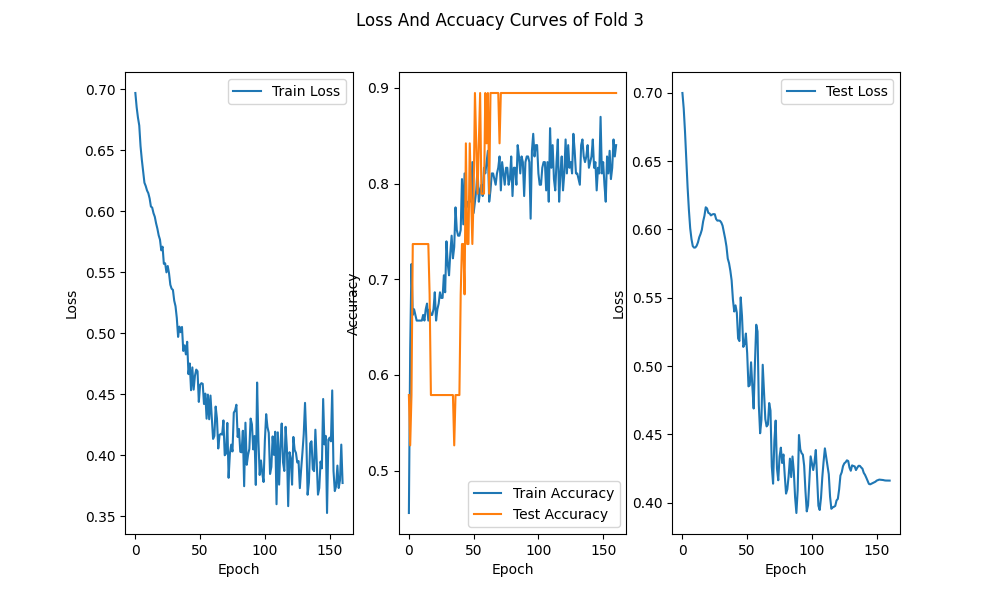 Loss And Accuacy Curves of Fold 3
Loss
0.70
0.65
0.60
0.55
0.50
0.45
0.40
0.35
Train Loss
0 50 100 150
Epoch
Accuracy
0.9
0.8
0.7
0.6
0.5
Train Accuracy
Test Accuracy
0 50 100 150
Epoch
Loss
0.70
0.65
0.60
0.55
0.50
0.45
0.40
Test Loss
0 50 100 150
Epoch